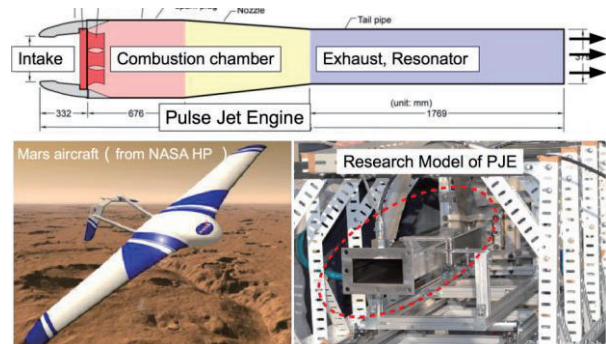 Nozzle
Tail pipe
Intake
Combustion chamber
Exhaust, Resonator
Pulse Jet Engine
(unit: mm)
332
676
1769
Mars aircraft ( from NASA HP )
Research Model of PJE